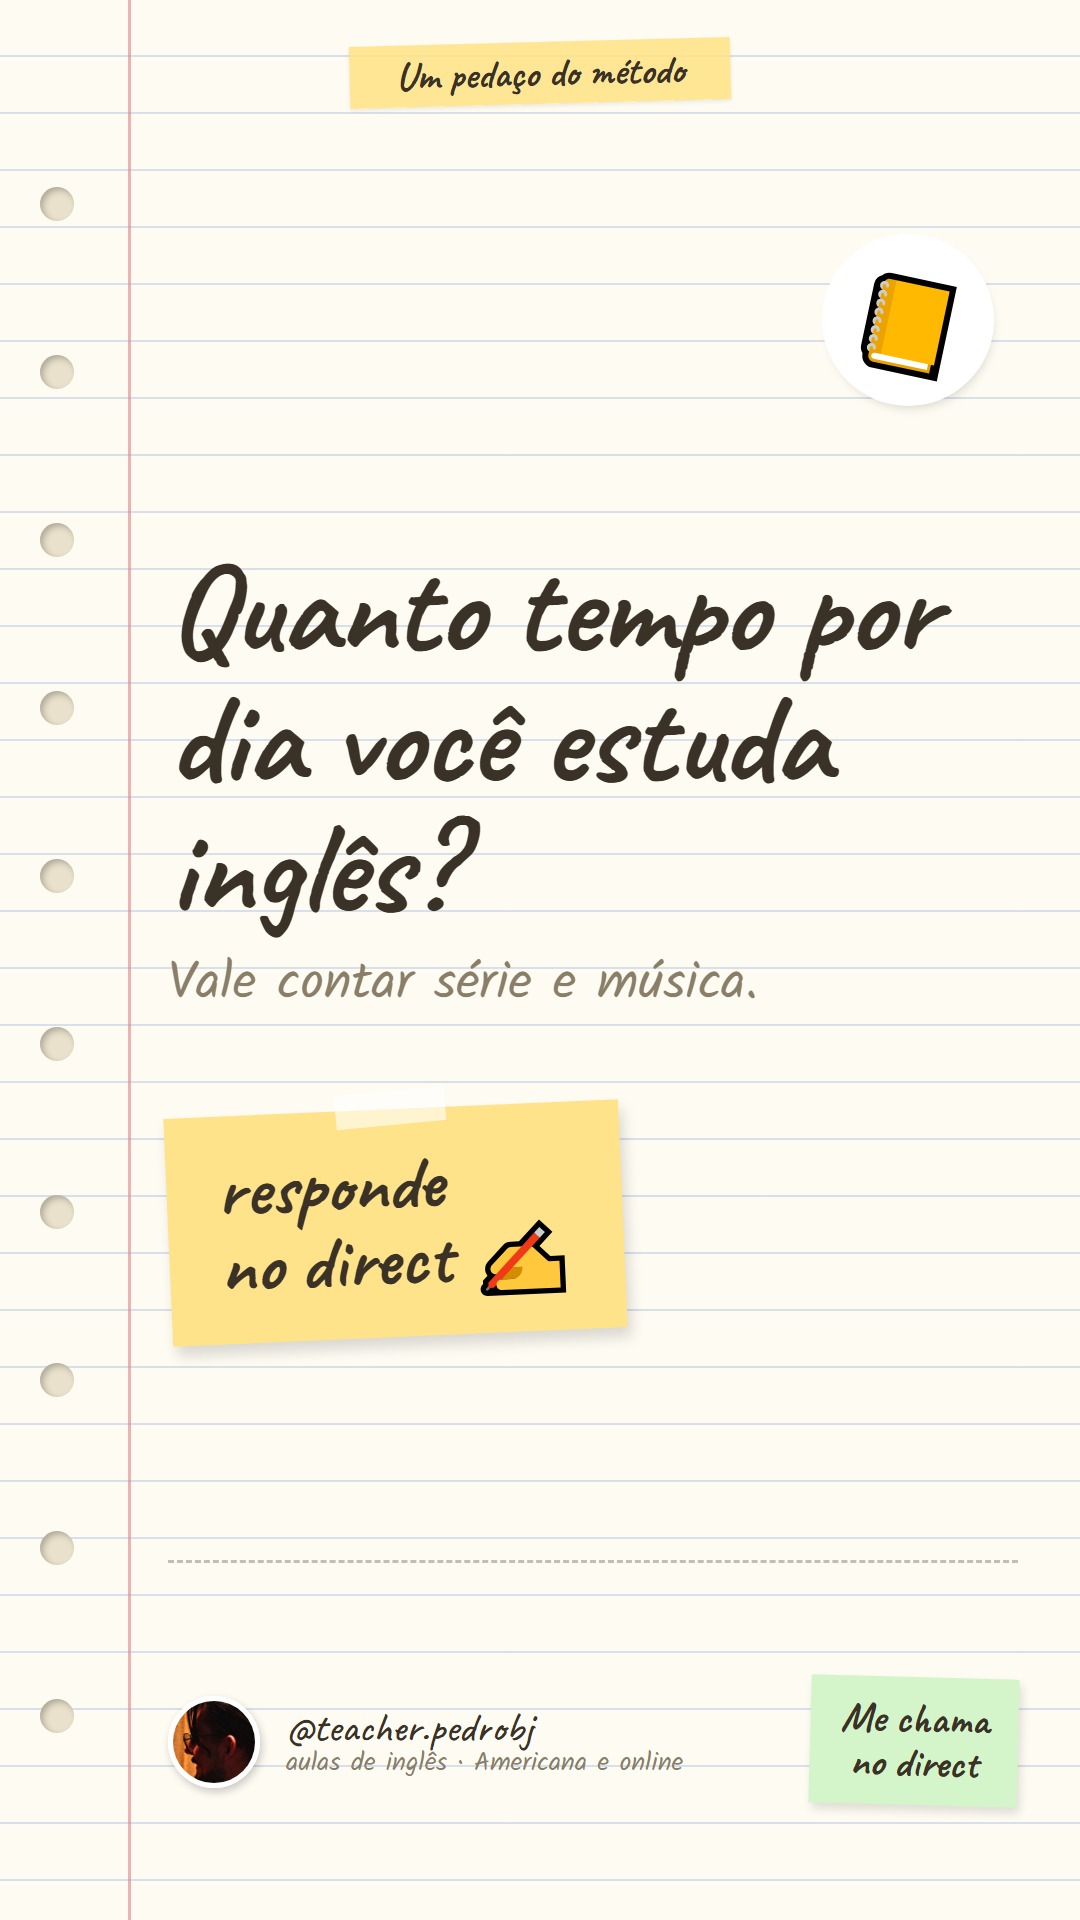 Um pedaço do método
Quanto tempo por
dia você estuda
inglês?
Vale contar série e música.
responde
no direct
@teacher.pedrobj
aulas de inglês · Americana e online
Me chama
no direct